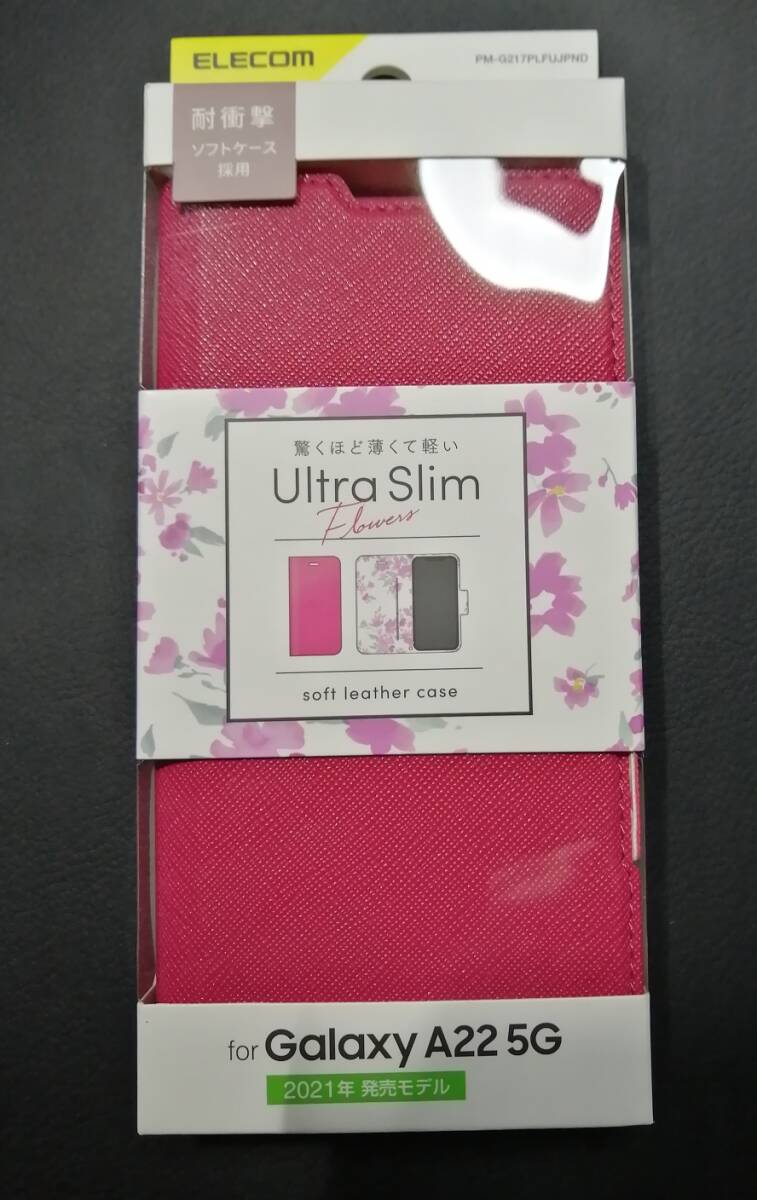 ELECOM
PM-G217PLFUJPND
耐衝撃
ソフトケース
採用
驚くほど薄くて軽い
Ultra Slim
Flowers
soft leather case
for Galaxy A22 5G
2021年 発売モデル